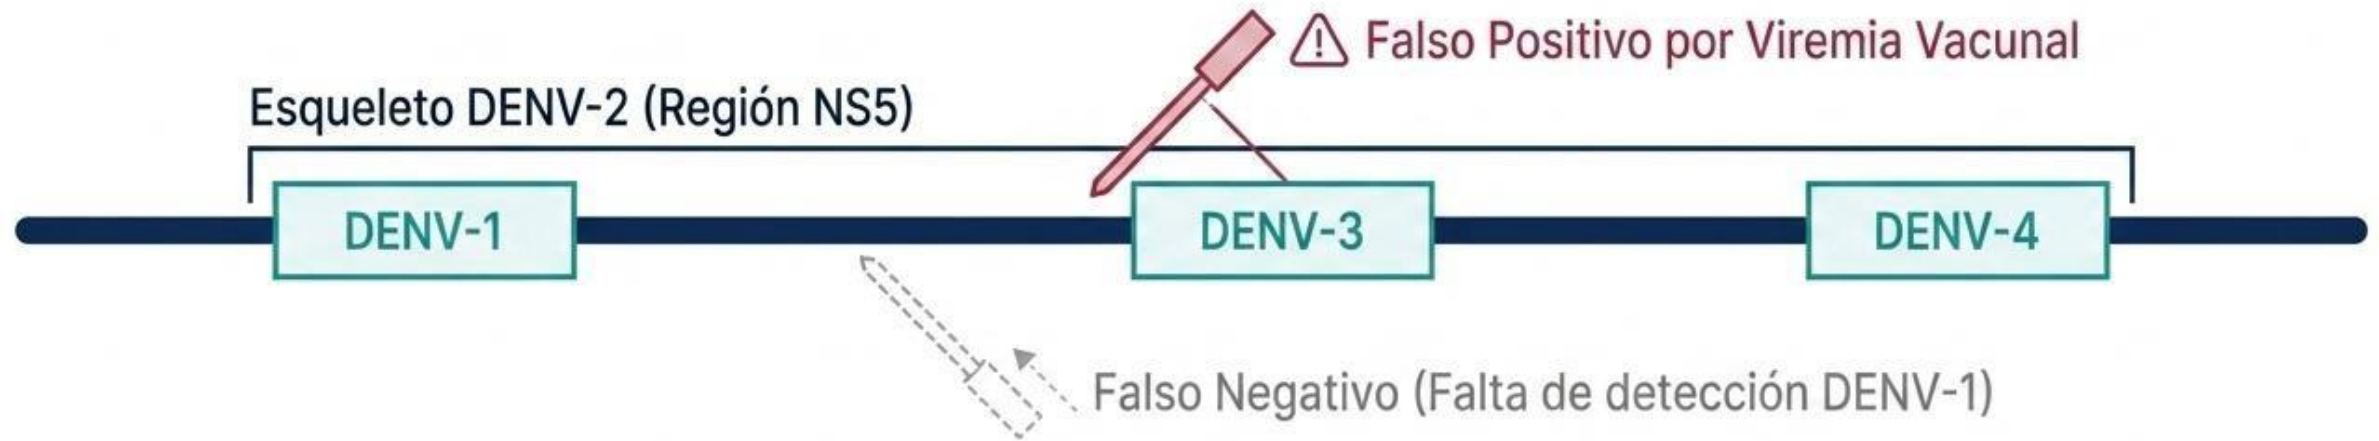 Falso Positivo por Viremia Vacunal
Esqueleto DENV-2 (Región NS5)
DENV-1
DENV-3
DENV-4
Falso Negativo (Falta de detección DENV-1)